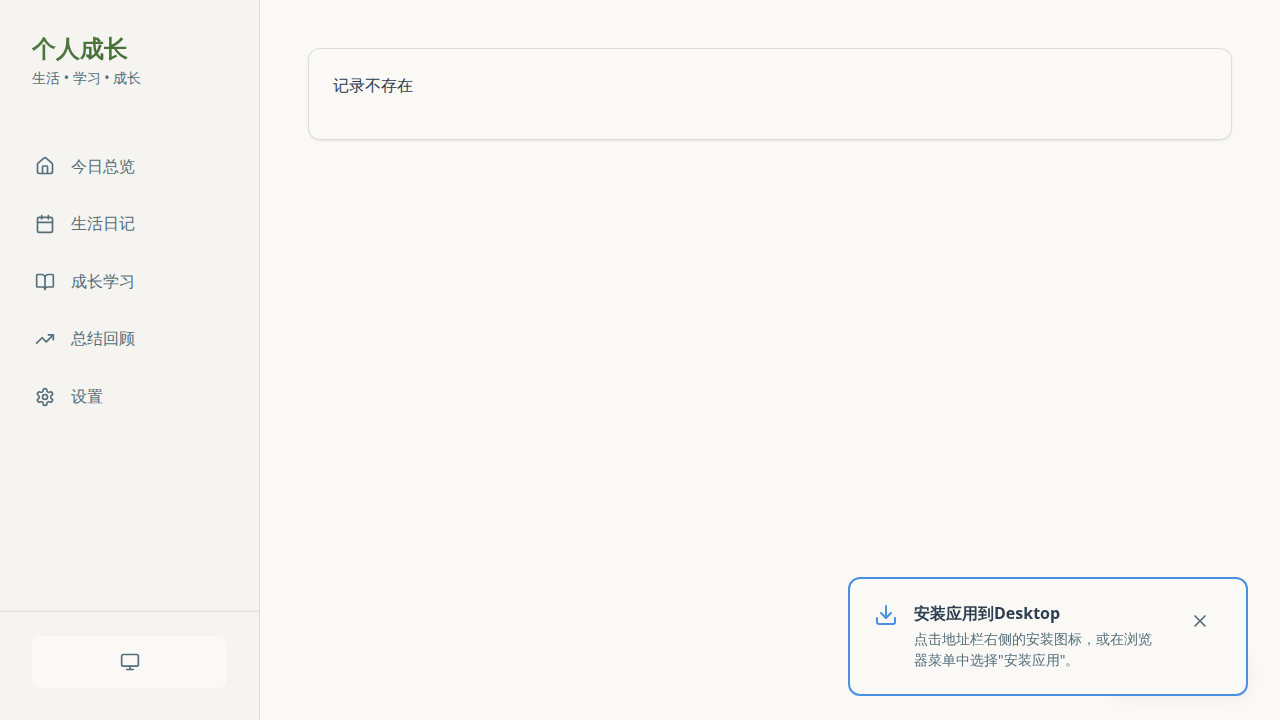 个人成长
生活 • 学习 • 成长
今日总览
生活日记
成长学习
总结回顾
设置
记录不存在
安装应用到Desktop
点击地址栏右侧的安装图标，或在浏览
器菜单中选择"安装应用"。